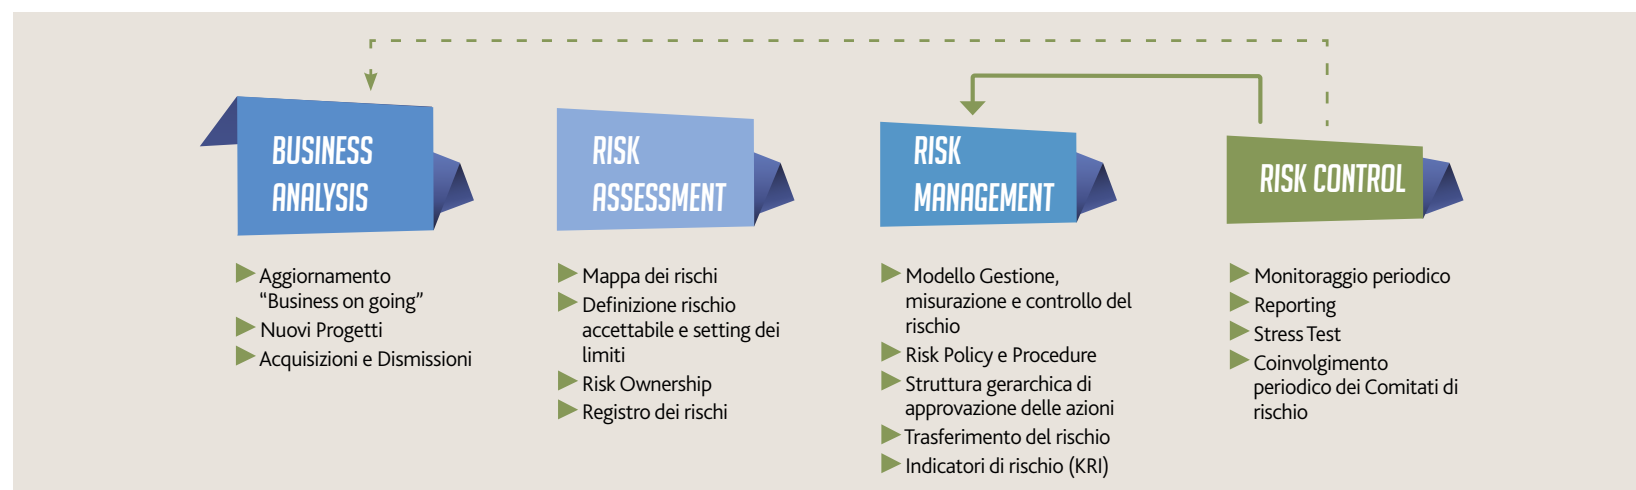 BUSINESS
ANALYSIS
Aggiornamento
“Business on going”
Nuovi Progetti
Acquisizioni e Dismissioni
RISK
ASSESSMENT
Mappa dei rischi
Definizione rischio
accettabile e setting dei
limiti
Risk Ownership
Registro dei rischi
RISK
MANAGEMENT
Modello Gestione,
misurazione e controllo del
rischio
Risk Policy e Procedure
Struttura gerarchica di
approvazione delle azioni
Trasferimento del rischio
Indicatori di rischio (KRI)
RISK CONTROL
Monitoraggio periodico
Reporting
Stress Test
Coinvolgimento
periodico dei Comitati di
rischio